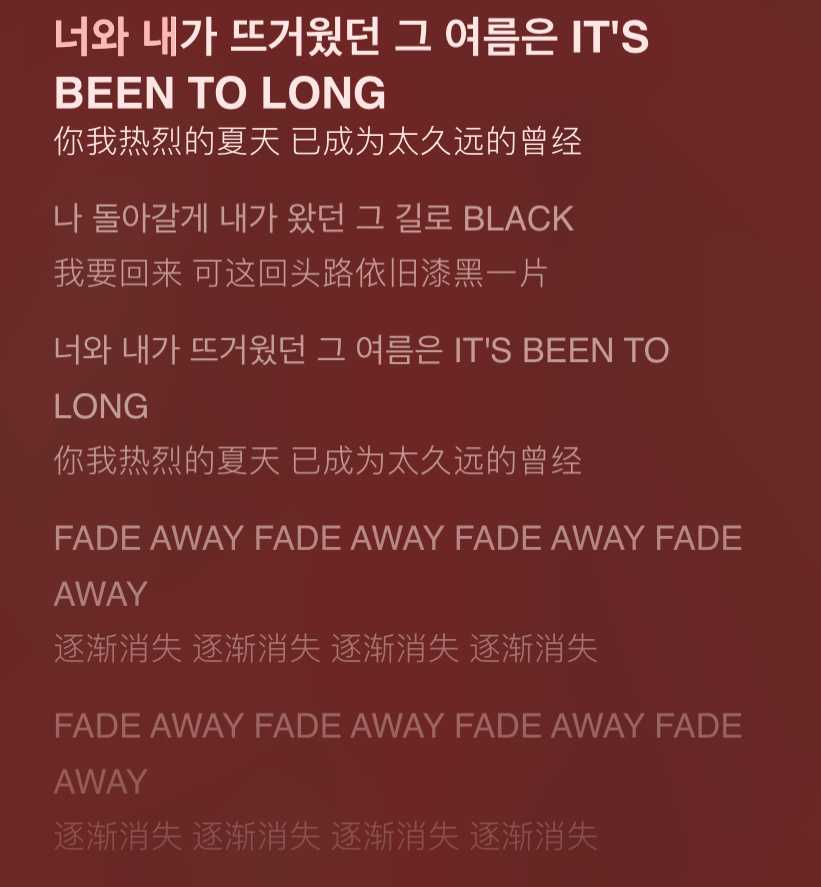 너와 내가 뜨거웠던 그 여름은 IT'S
BEEN TO LONG
你我热烈的夏天 已成为太久远的曾经
나 돌아갈게 내가 왔던 그 길로 BLACK
我要回来 可这回头路依旧漆黑一片
너와 내가 뜨거웠던 그 여름은 IT'S BEEN TO
LONG
你我热烈的夏天 已成为太久远的曾经
FADE AWAY FADE AWAY FADE AWAY FADE
AWAY
逐渐消失 逐渐消失 逐渐消失 逐渐消失
FADE AWAY FADE AWAY FADE AWAY FADE
AWAY
逐渐消失 逐渐消失 逐渐消失 逐渐消失